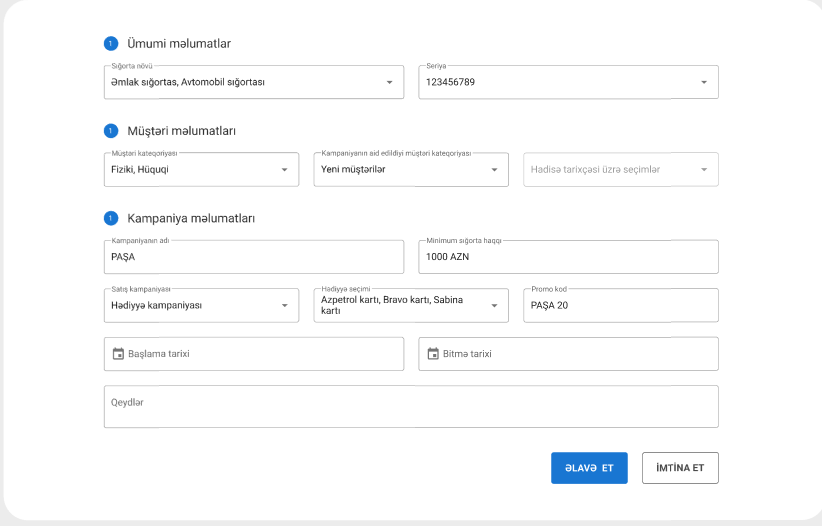 1 Ümumi məlumatlar
Sığorta növü
Əmlak sığortas, Avtomobil sığortası
Seriya
123456789
1 Müştəri məlumatları
Müştəri kateqoriyası
Fiziki, Hüquqi
Kampaniyanın aid edildiyi müştəri kateqoriyası
Yeni müştərilər
Hadisə tarixçəsi üzrə seçimlər
1 Kampaniya məlumatları
Kampaniyanın adı
PAŞA
Minimum sığorta haqqı
1000 AZN
Satış kampaniyası
Hədiyyə kampaniyası
Hədiyyə seçimi
Azpetrol kartı, Bravo kartı, Sabina
kartı
Promo kod
PAŞA 20
Başlama tarixi
Bitmə tarixi
Qeydlər
ƏLAVƏ ET
İMTİNA ET